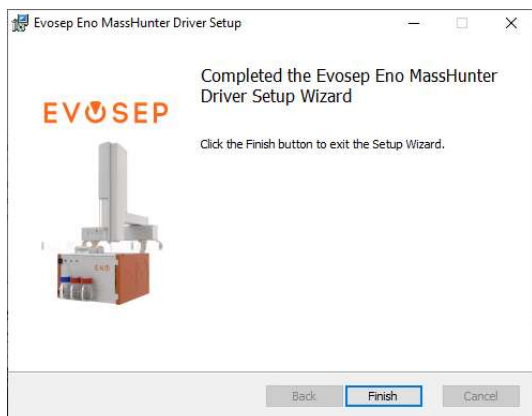 Evosep Eno MassHunter Driver Setup
Completed the Evosep Eno MassHunter
Driver Setup Wizard
EVOSEP
Click the Finish button to exit the Setup Wizard.
ENO
Back
Finish
Cancel